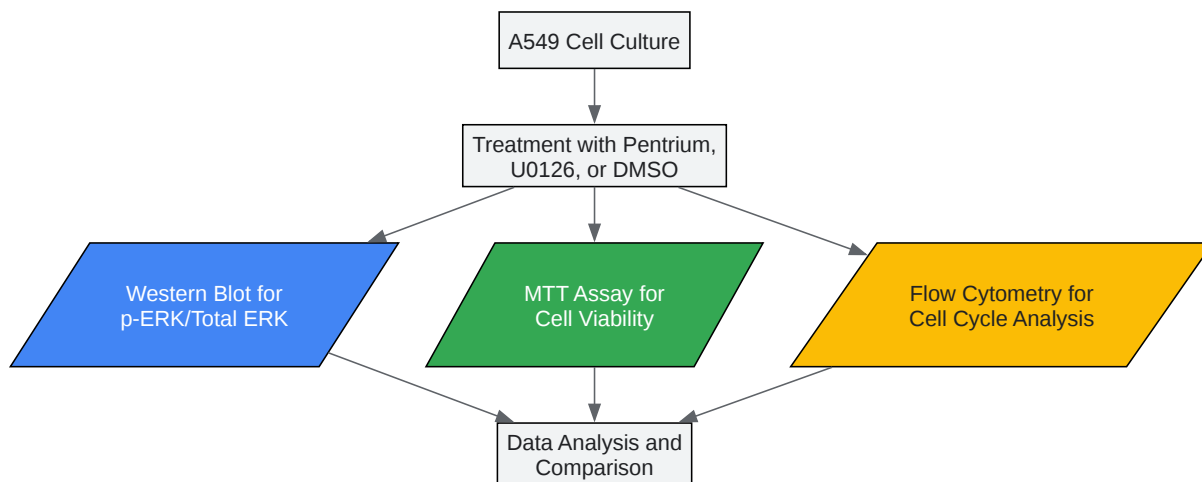 A549 Cell Culture
Treatment with Pentrium,
U0126, or DMSO
Western Blot for
p-ERK/Total ERK
MTT Assay for
Cell Viability
Flow Cytometry for
Cell Cycle Analysis
Data Analysis and
Comparison